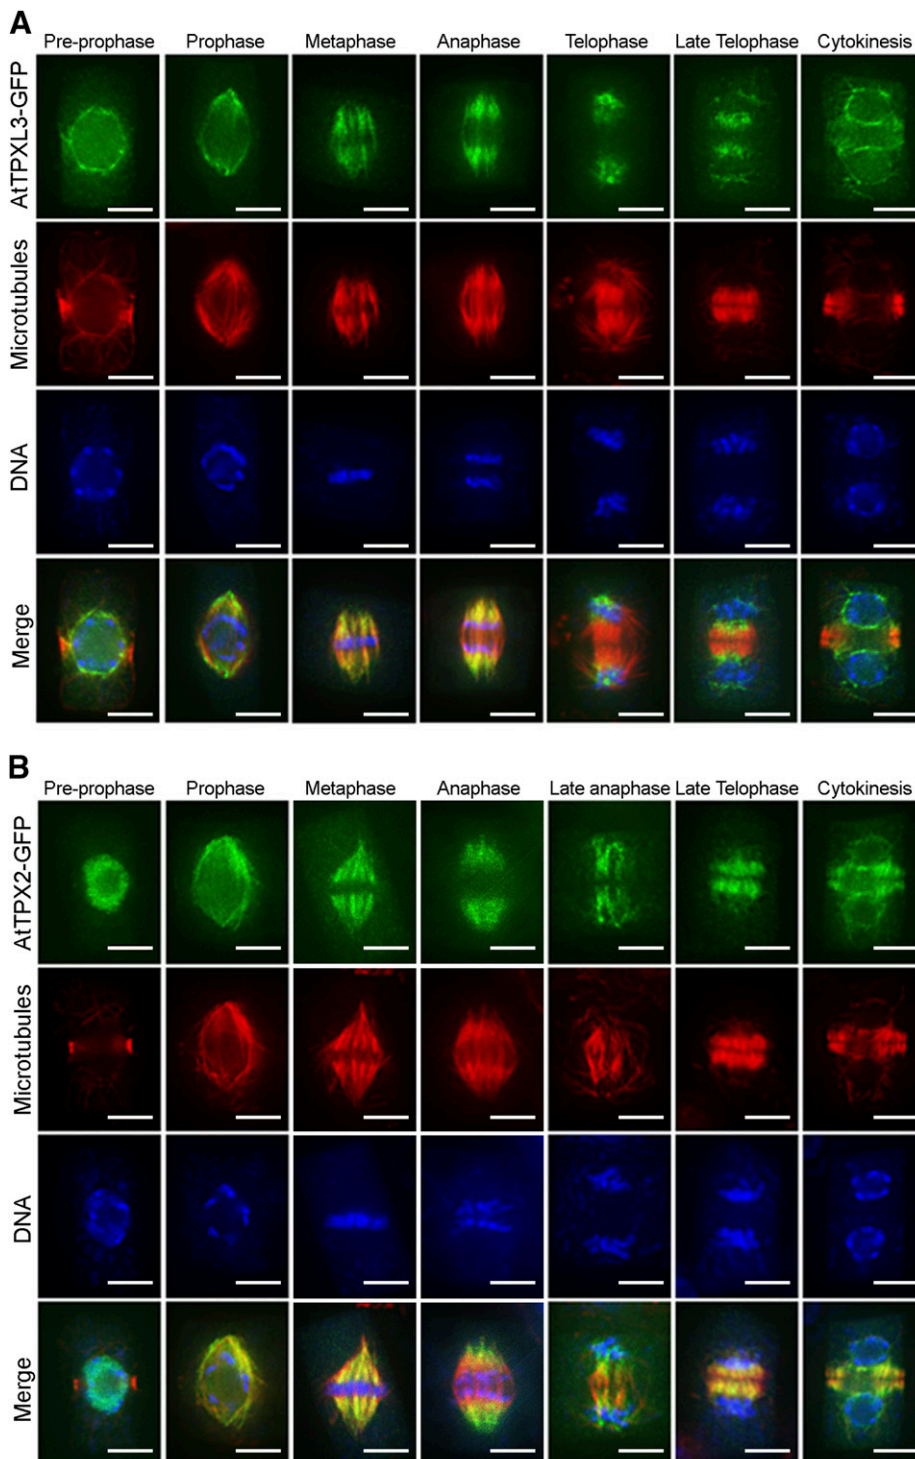 A
Pre-prophase Prophase Metaphase Anaphase Telophase Late Telophase Cytokinesis
AtTPXL3-GFP
Microtubules
DNA
Merge
B
Pre-prophase Prophase Metaphase Anaphase Late anaphase Late Telophase Cytokinesis
AtTPX2-GFP
Microtubules
DNA
Merge